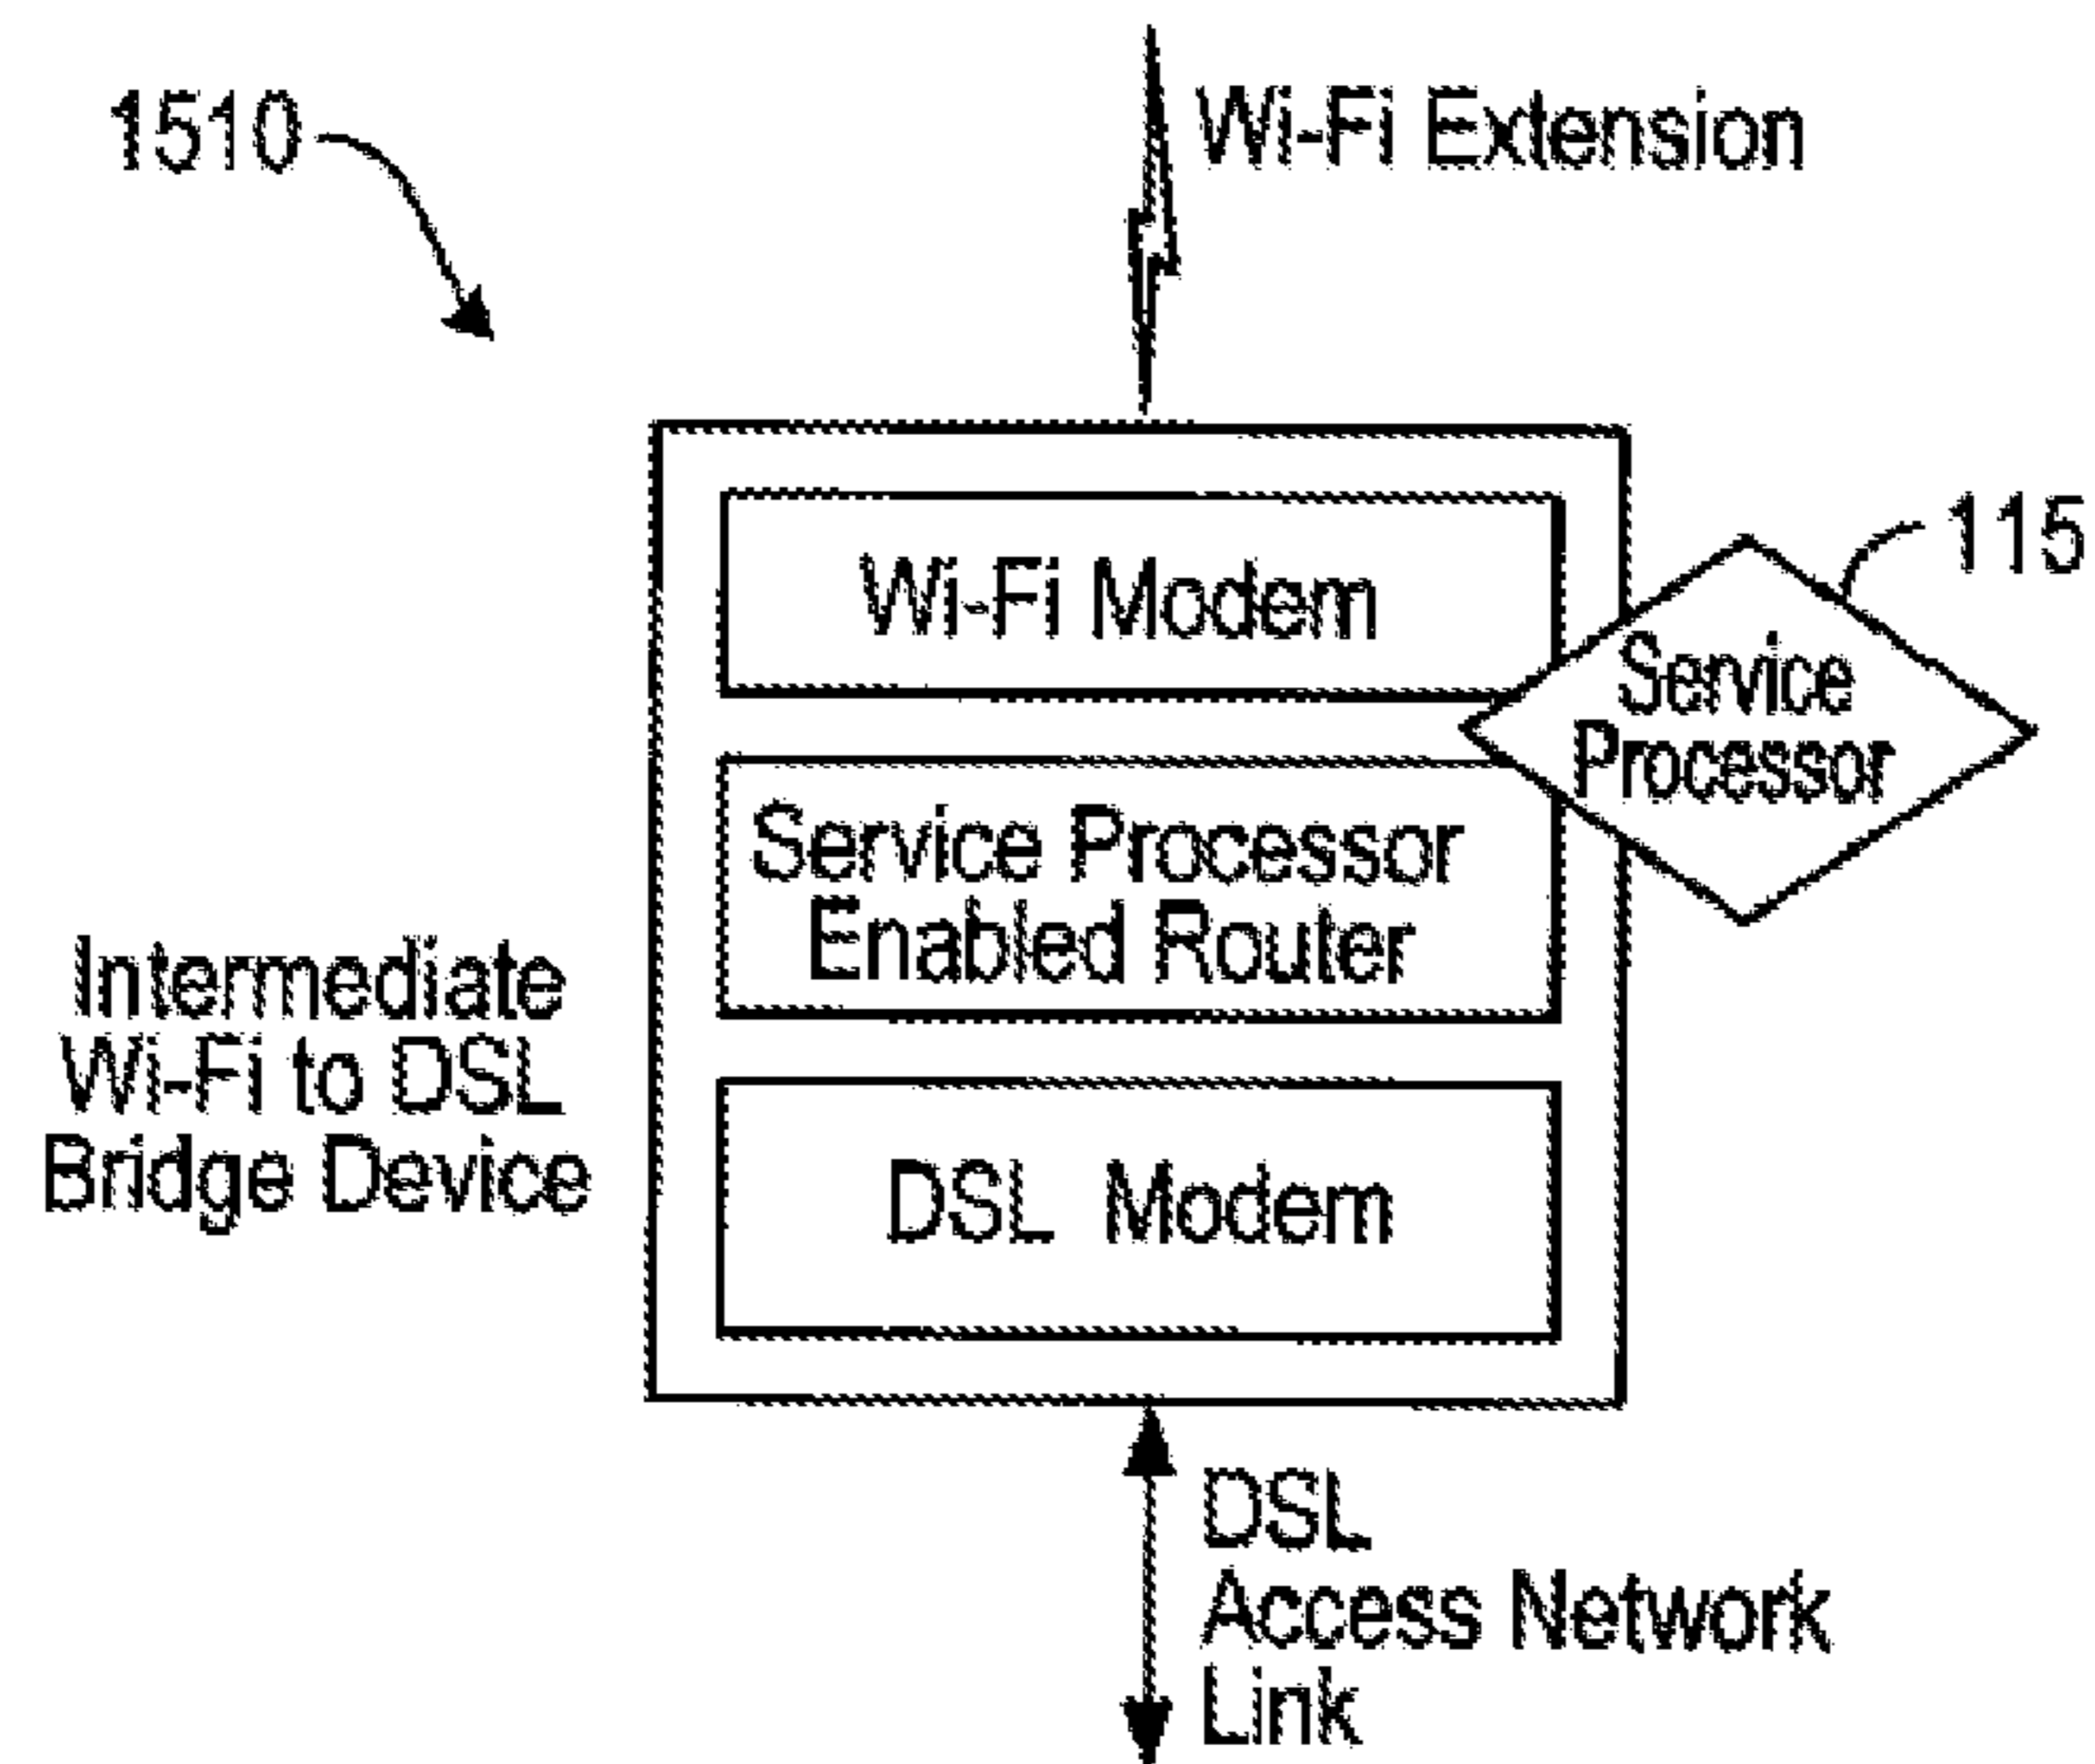 1510
Wi-Fi Extension
Wi-Fi Modem
115
Service
Processor
Service Processor
Enabled Router
Intermediate
Wi-Fi to DSL
Bridge Device
DSL Modem
DSL
Access Network
Link